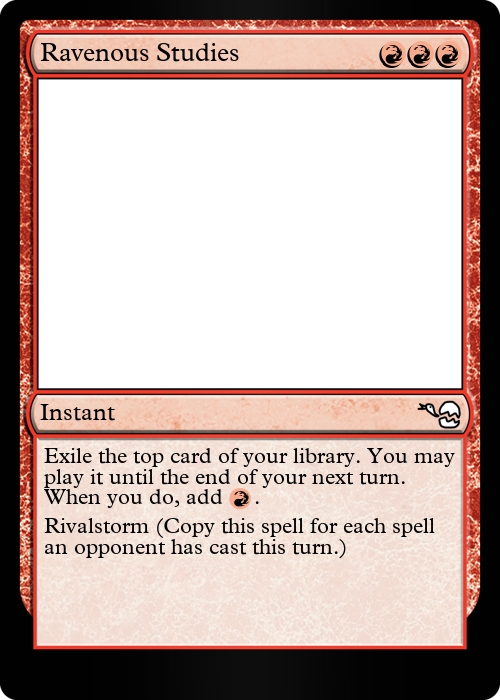 Ravenous Studies
Instant
Exile the top card of your library. You may
play it until the end of your next turn.
When you do, add .
Rivalstorm (Copy this spell for each spell
an opponent has cast this turn.)